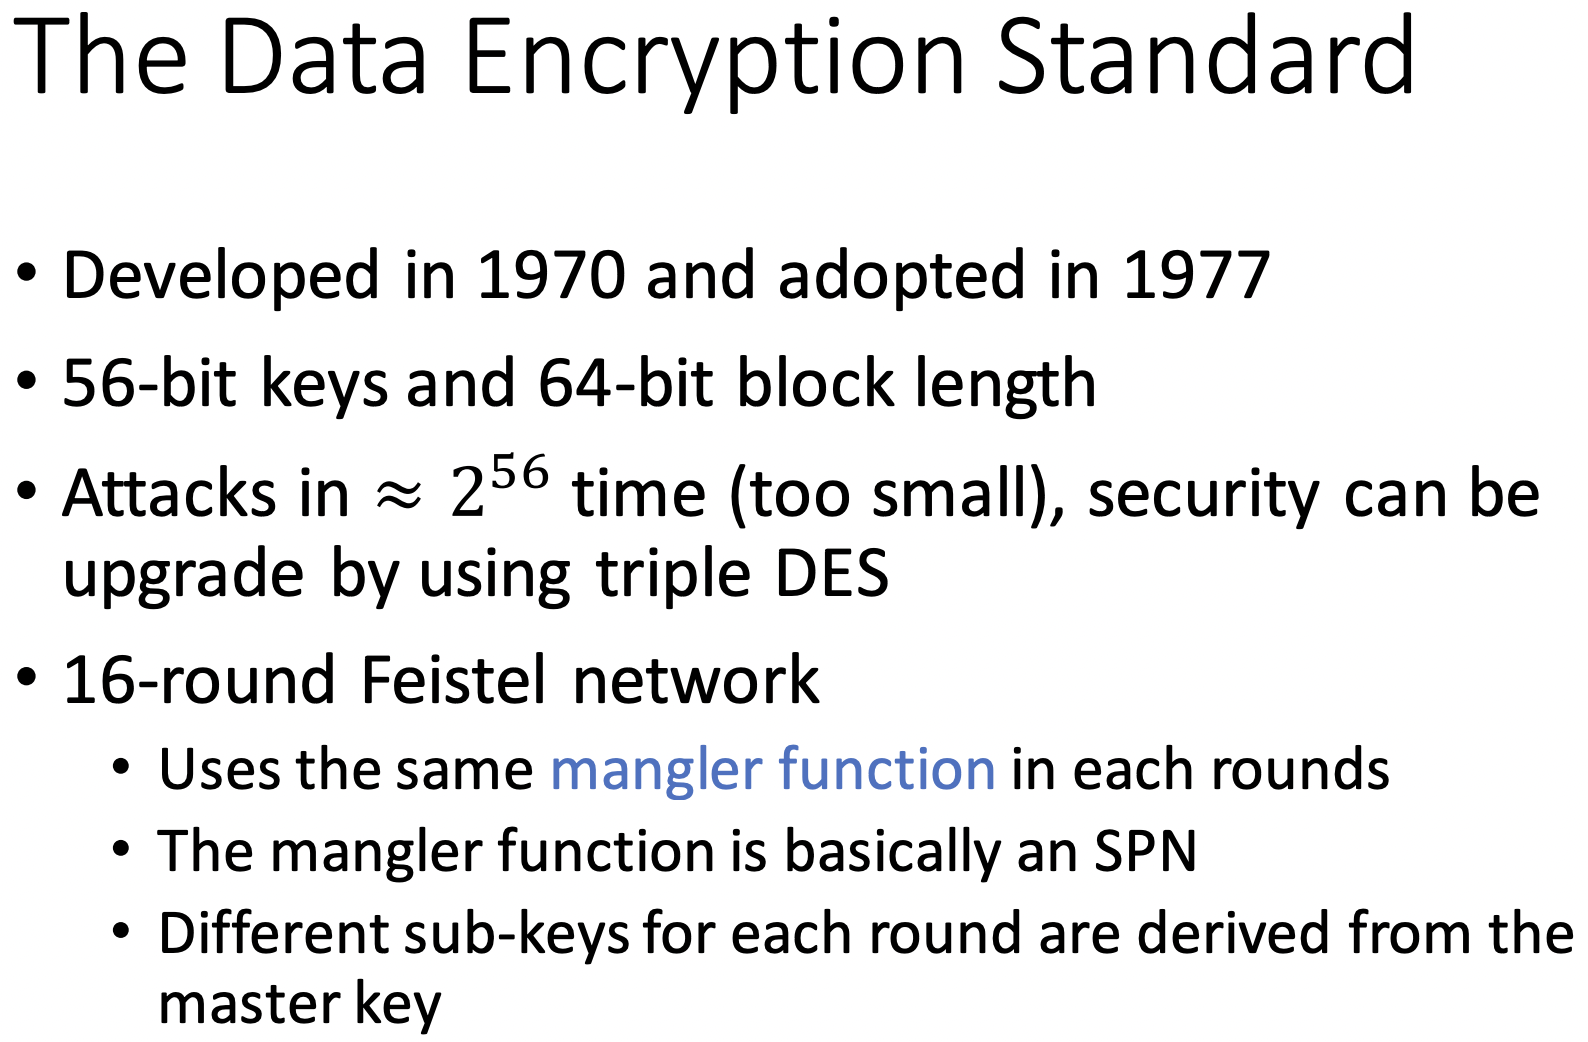 The Data Encryption Standard
• Developed in 1970 and adopted in 1977
• 56-bit keys and 64-bit block length
• Attacks in ≈ 2⁵⁶ time (too small), security can be
upgrade by using triple DES
• 16-round Feistel network
• Uses the same mangler function in each rounds
• The mangler function is basically an SPN
• Different sub-keys for each round are derived from the
master key